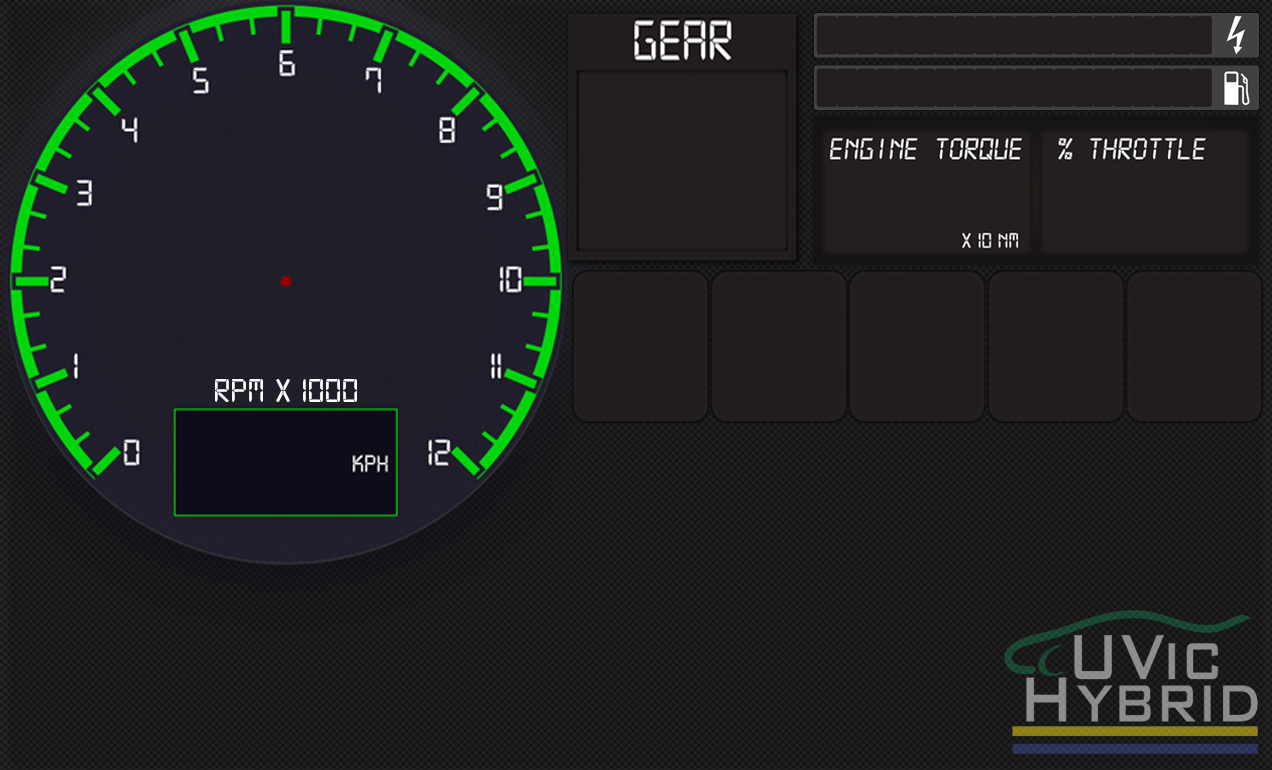 0
1
2
3
4
5
6
7
8
9
10
11
12
RPM X 1000
KPH
GEAR
ENGINE TORQUE
X 10 NM
% THROTTLE
UVIC
HYBRID